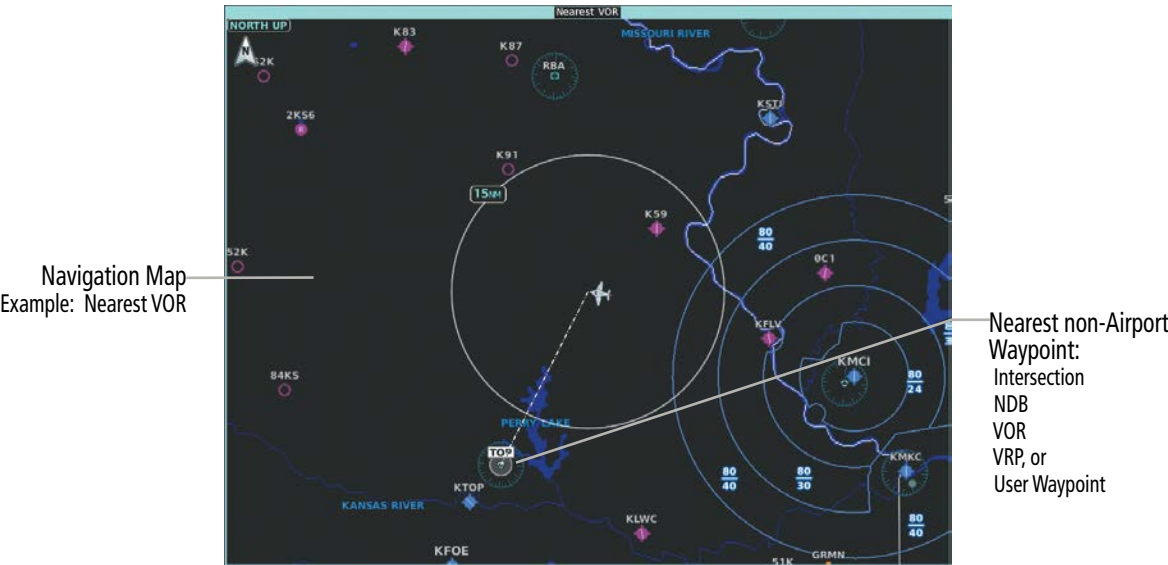 Nearest VOR
NORTH UP
N
K83
MISSOURI RIVER
K87
52K
RBA
KSTJ
2KS6
R
K91
15NM
K59
80
40
52K
0C1
Navigation Map
Example: Nearest VOR
KFLV
KMCI
80
24
84KS
PERRY LAKE
TOP
KMKC
80
40
80
30
KTOP
KANSAS RIVER
KLWC
80
40
KFOE
51K
GRMN
Nearest non-Airport
Waypoint:
Intersection
NDB
VOR
VRP, or
User Waypoint